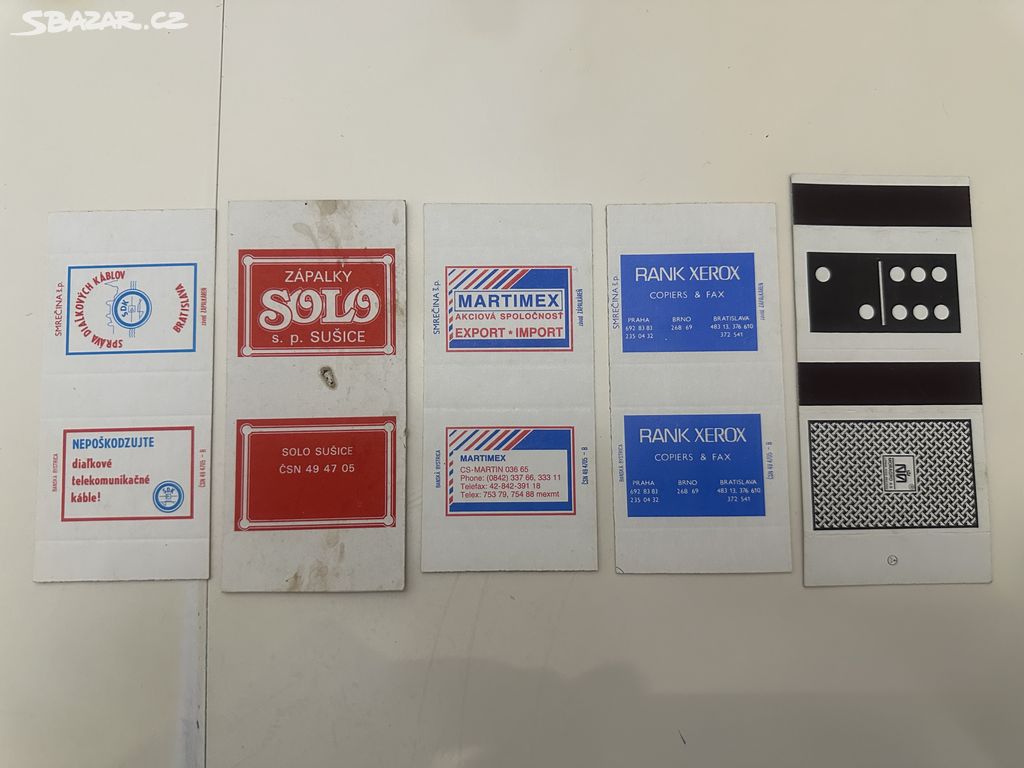 SBAZAR.CZ
SMREČINA š.p.
SPRÁVA DIAĽKOVÝCH KÁBLOV
BRATISLAVA
SDK
závod ZÁPALKÁREŇ
BANSKÁ BYSTRICA
NEPOŠKODZUJTE
diaľkové
telekomunikačné
káble!
SDK
ČSN 49 4705 – B
ZÁPALKY
SOLO
s. p. SUŠICE
SOLO SUŠICE
ČSN 49 47 05
SMREČINA š.p.
MARTIMEX
AKCIOVÁ SPOLOČNOSŤ
EXPORT * IMPORT
závod ZÁPALKÁREŇ
BANSKÁ BYSTRICA
MARTIMEX
CS-MARTIN 036 65
Phone: (0842) 337 66, 333 11
Telefax: 42-842-391 18
Telex: 753 79, 754 88 mexmt
ČSN 49 4705 – B
SMREČINA š.p.
RANK XEROX
COPIERS & FAX
PRAHA BRNO BRATISLAVA
692 83 83 268 69 483 13, 376 610
235 04 32 372 541
závod ZÁPALKÁREŇ
BANSKÁ BYSTRICA
RANK XEROX
COPIERS & FAX
PRAHA BRNO BRATISLAVA
692 83 83 268 69 483 13, 376 610
235 04 32 372 541
ČSN 49 4705 – B